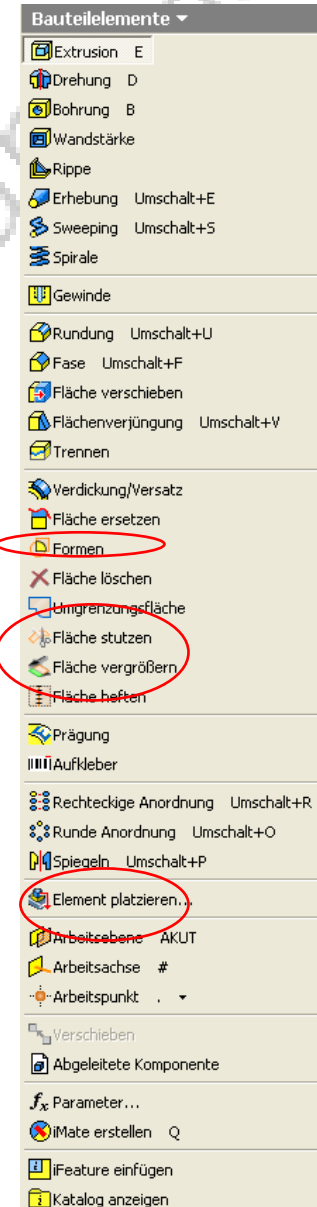 Bauteilelemente
Extrusion E
Drehung D
Bohrung B
Wandstärke
Rippe
Erhebung Umschalt+E
Sweeping Umschalt+S
Spirale
Gewinde
Rundung Umschalt+U
Fase Umschalt+F
Fläche verschieben
Flächenverjüngung Umschalt+V
Trennen
Verdickung/Versatz
Fläche ersetzen
Formen
Fläche löschen
Umgrenzungsfläche
Fläche stutzen
Fläche vergrößern
Fläche heften
Prägung
Aufkleber
Rechteckige Anordnung Umschalt+R
Runde Anordnung Umschalt+O
Spiegeln Umschalt+P
Element platzieren...
Arbeitsebene AKUT
Arbeitsachse #
Arbeitspunkt .
Verschieben
Abgeleitete Komponente
fx Parameter...
iMate erstellen Q
iFeature einfügen
Katalog anzeigen